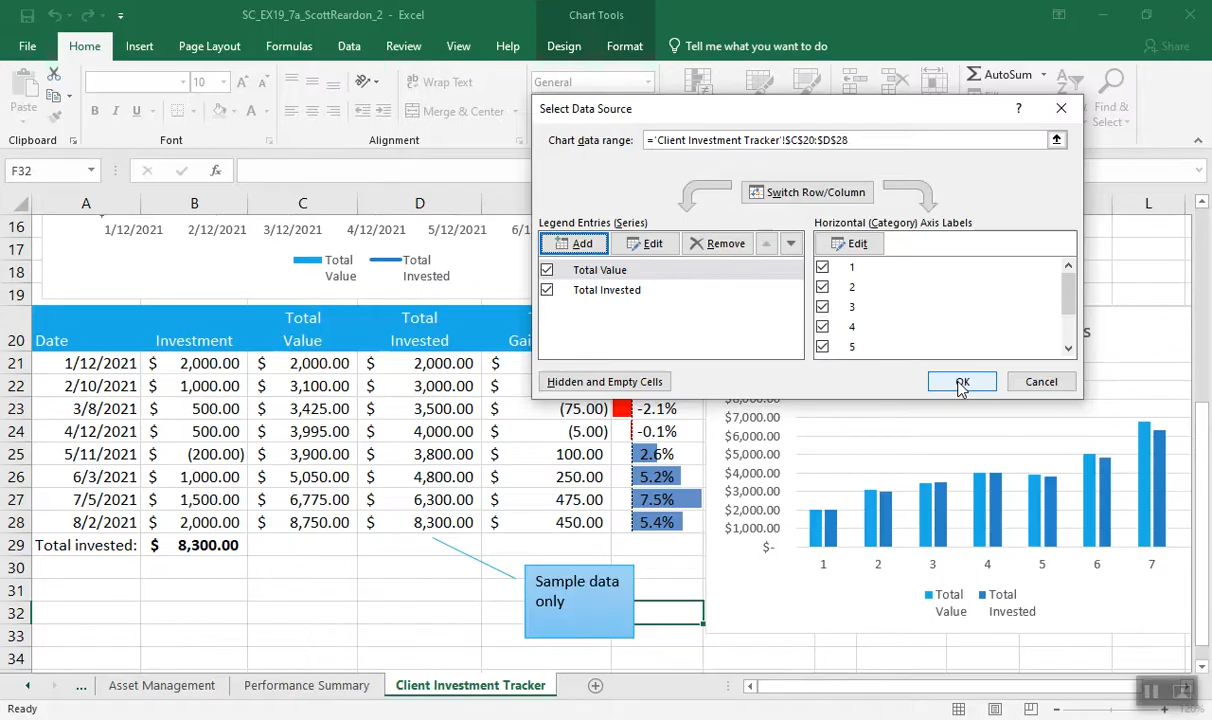 SC_EX19_7a_ScottReardon_2 - Excel
Chart Tools
File Home Insert Page Layout Formulas Data Review View Help Design Format Tell me what you want to do Share
Paste
10
B I U
Wrap Text
Merge & Center
General
AutoSum
Find & Select
Clipboard
Font
F32
Select Data Source
Chart data range: ='Client Investment Tracker'!$C$20:$D$28
Switch Row/Column
Legend Entries (Series)
Add Edit Remove
Total Value
Total Invested
Horizontal (Category) Axis Labels
Edit
1
2
3
4
5
Hidden and Empty Cells
OK Cancel
A B C D L
16 1/12/2021 2/12/2021 3/12/2021 4/12/2021 5/12/2021
17
18 Total Value Total Invested
19
20 Date Investment Total Value Total Invested
21 1/12/2021 $ 2,000.00 $ 2,000.00 $ 2,000.00 $
22 2/10/2021 $ 1,000.00 $ 3,100.00 $ 3,000.00 $
23 3/8/2021 $ 500.00 $ 3,425.00 $ 3,500.00 $ (75.00) -2.1%
24 4/12/2021 $ 500.00 $ 3,995.00 $ 4,000.00 $ (5.00) -0.1%
25 5/11/2021 $ (200.00) $ 3,900.00 $ 3,800.00 $ 100.00 2.6%
26 6/3/2021 $ 1,000.00 $ 5,050.00 $ 4,800.00 $ 250.00 5.2%
27 7/5/2021 $ 1,500.00 $ 6,775.00 $ 6,300.00 $ 475.00 7.5%
28 8/2/2021 $ 2,000.00 $ 8,750.00 $ 8,300.00 $ 450.00 5.4%
29 Total invested: $ 8,300.00
30
31
32
33
34
Sample data
only
$7,000.00
$6,000.00
$5,000.00
$4,000.00
$3,000.00
$2,000.00
$1,000.00
$-
1 2 3 4 5 6 7
Total Value Total Invested
... Asset Management Performance Summary Client Investment Tracker
Ready